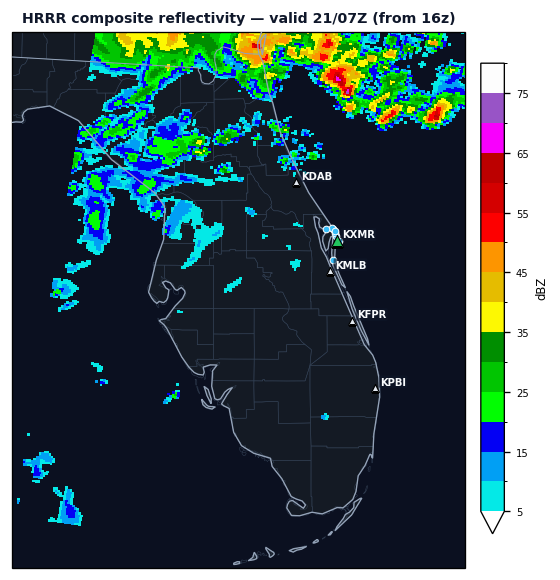 HRRR composite reflectivity — valid 21/07Z (from 16z)
75
65
55
45
35
25
15
5
dBZ
KDAB
KXMR
KMLB
KFPR
KPBI